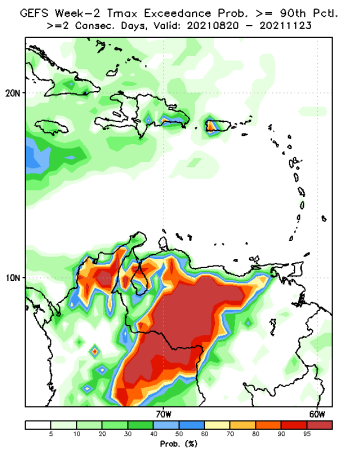 GEFS Week-2 Tmax Exceedance Prob. >= 90th Pctl.
>=2 Consec. Days, Valid: 20210820 - 20211123
20N
10N
70W 60W
5 10 20 30 40 50 60 70 80 90 95
Prob. (%)